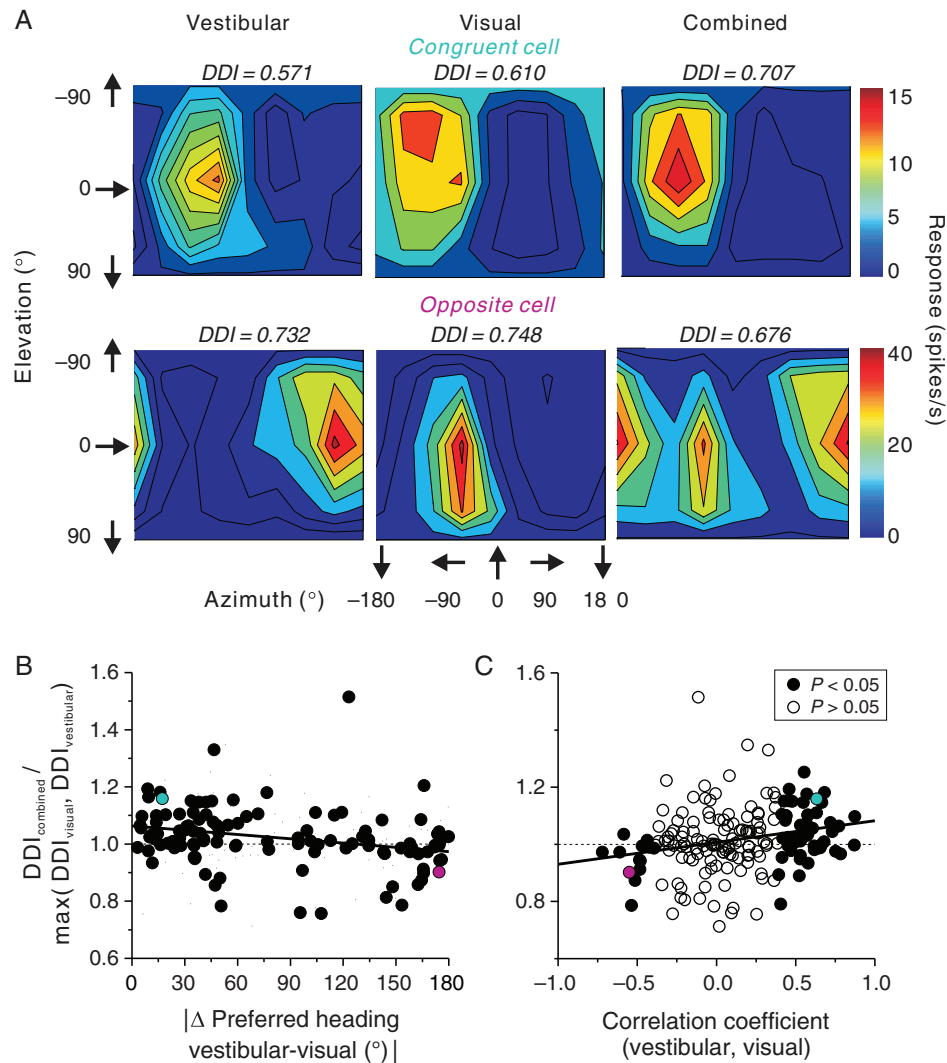 A
Vestibular Visual Combined
Congruent cell
DDI = 0.571 DDI = 0.610 DDI = 0.707
−90
0
90
15
10
5
0
Response (spikes/s)
Elevation (°)
Opposite cell
DDI = 0.732 DDI = 0.748 DDI = 0.676
−90
0
90
40
20
0
Azimuth (°) −180 −90 0 90 18 0
B
DDIcombined /
max( DDIvisual, DDIvestibular)
1.6
1.4
1.2
1.0
0.8
0.6
0 30 60 90 120 150 180
|Δ Preferred heading
vestibular-visual (°)|
C
P < 0.05
P > 0.05
1.6
1.2
1.0
0.8
0.6
−1.0 −0.5 0.0 0.5 1.0
Correlation coefficient
(vestibular, visual)